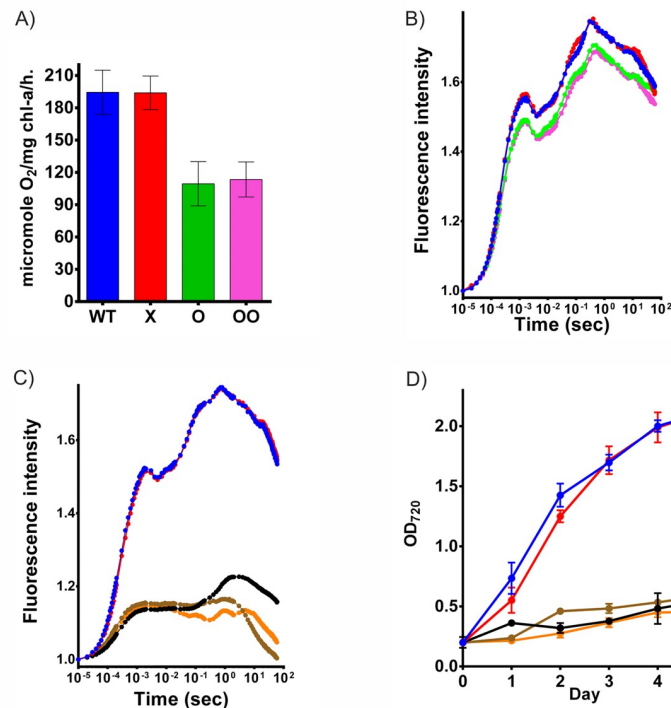 A)
micromole O2/mg chl-a/h.
210
180
150
120
90
60
30
0
WT X O OO
B)
Fluorescence intensity
1.6
1.4
1.2
1.0
10-5 10-4 10-3 10-2 10-1 100 101 102
Time (sec)
C)
Fluorescence intensity
1.6
1.4
1.2
1.0
10-5 10-4 10-3 10-2 10-1 100 101 102
Time (sec)
D)
OD720
2.0
1.5
1.0
0.5
0.0
0 1 2 3 4
Day